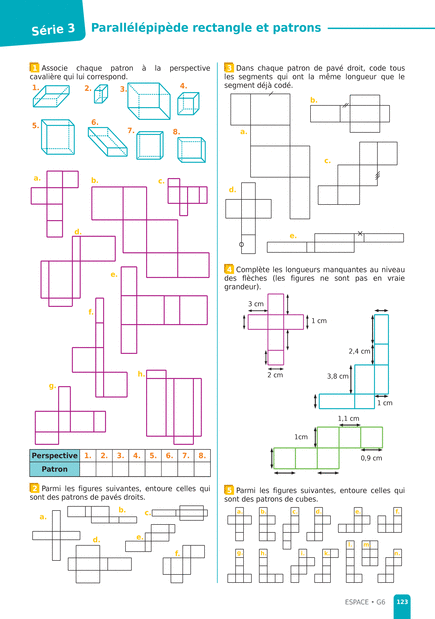 Série 3
Parallélépipède rectangle et patrons
1 Associe chaque patron à la perspective
cavalière qui lui correspond.
1. 2. 3. 4.
5. 6. 7. 8.
a. b. c.
d.
e.
f.
g. h.
Perspective 1. 2. 3. 4. 5. 6. 7. 8.
Patron
2 Parmi les figures suivantes, entoure celles qui
sont des patrons de pavés droits.
a. b. c.
d. e.
f.
3 Dans chaque patron de pavé droit, code tous
les segments qui ont la même longueur que le
segment déjà codé.
a. b.
c.
d.
e.
4 Complète les longueurs manquantes au niveau
des flèches (les figures ne sont pas en vraie
grandeur).
3 cm
1 cm
2 cm
2,4 cm
3,8 cm
1 cm
1,1 cm
1cm
0,9 cm
5 Parmi les figures suivantes, entoure celles qui
sont des patrons de cubes.
a. b. c. d. e. f.
g. h. i. k. l. m. n.
ESPACE • G6 123